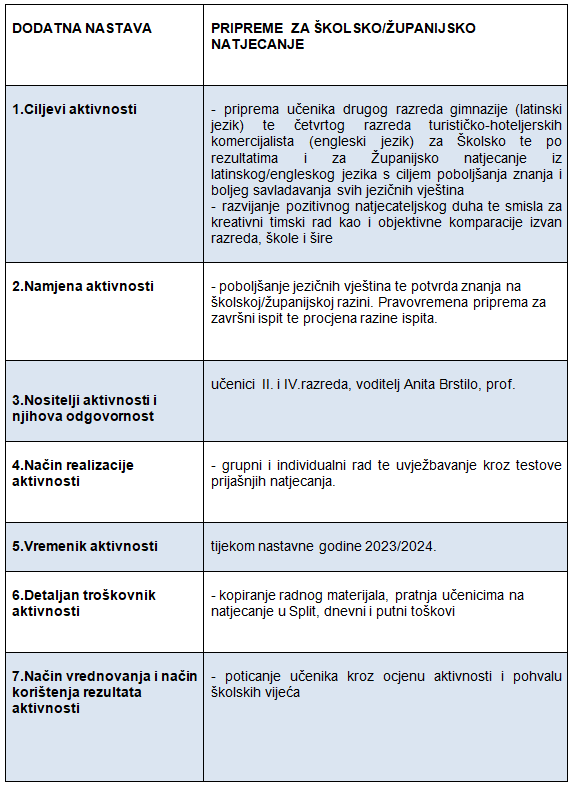 DODATNA NASTAVA
PRIPREME ZA ŠKOLSKO/ŽUPANIJSKO
NATJECANJE
1.Ciljevi aktivnosti
- priprema učenika drugog razreda gimnazije (latinski
jezik) te četvrtog razreda turističko-hoteljerskih
komercijalista (engleski jezik) za Školsko te po
rezultatima i za Županijsko natjecanje iz
latinskog/engleskog jezika s ciljem poboljšanja znanja i
boljeg savladavanja svih jezičnih vještina
- razvijanje pozitivnog natjecateljskog duha te smisla za
kreativni timski rad kao i objektivne komparacije izvan
razreda, škole i šire
2.Namjena aktivnosti
- poboljšanje jezičnih vještina te potvrda znanja na
školskoj/županijskoj razini. Pravovremena priprema za
završni ispit te procjena razine ispita.
3.Nositelji aktivnosti i
njihova odgovornost
učenici II. i IV.razreda, voditelj Anita Brstilo, prof.
4.Način realizacije
aktivnosti
- grupni i individualni rad te uvježbavanje kroz testove
prijašnjih natjecanja.
5.Vremenik aktivnosti
tijekom nastavne godine 2023/2024.
6.Detaljan troškovnik
aktivnosti
- kopiranje radnog materijala, pratnja učenicima na
natjecanje u Split, dnevni i putni toškovi
7.Način vrednovanja i način
korištenja rezultata
aktivnosti
- poticanje učenika kroz ocjenu aktivnosti i pohvalu
školskih vijeća